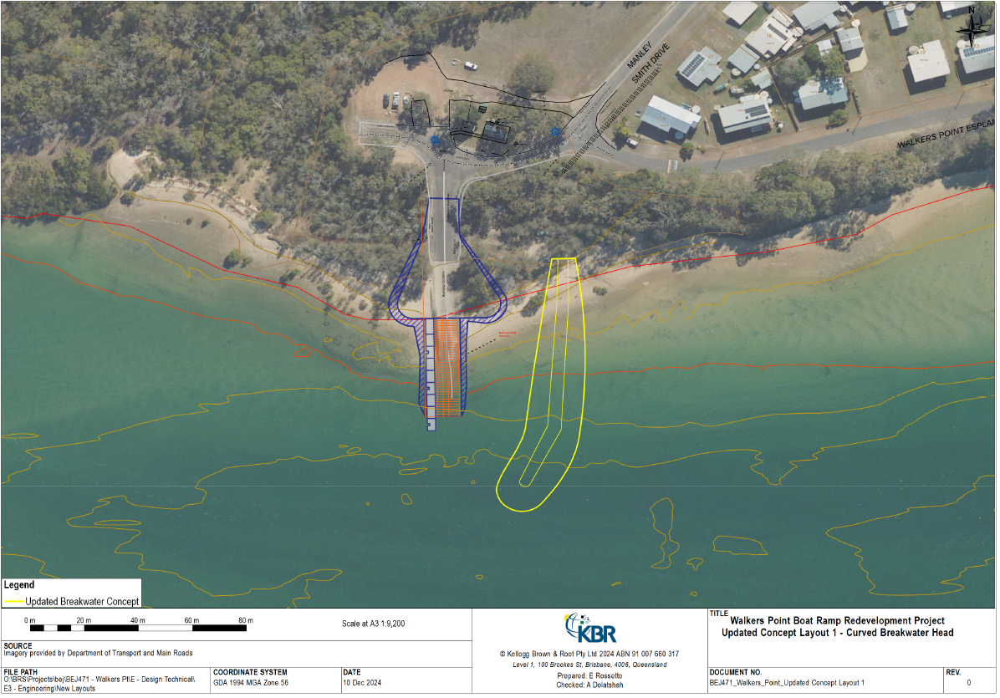 N
MANLEY
SMITH DRIVE
WALKERS POINT ESPLAN
Legend
Updated Breakwater Concept
0 m 20 m 40 m 60 m 80 m
Scale at A3 1:9,200
SOURCE
Imagery provided by Department of Transport and Main Roads
FILE PATH
O:\BRS\Projects\bej\BEJ471 - Walkers Pt\E - Design Technical\
E3 - Engineering\New Layouts
COORDINATE SYSTEM
GDA 1994 MGA Zone 56
DATE
10 Dec 2024
KBR
© Kellogg Brown & Root Pty Ltd 2024 ABN 91 007 660 317
Level 1, 100 Brookes St, Brisbane, 4006, Queensland
Prepared: E Rossetto
Checked: A Dolatshah
TITLE
Walkers Point Boat Ramp Redevelopment Project
Updated Concept Layout 1 - Curved Breakwater Head
DOCUMENT NO.
BEJ471_Walkers_Point_Updated Concept Layout 1
REV.
0